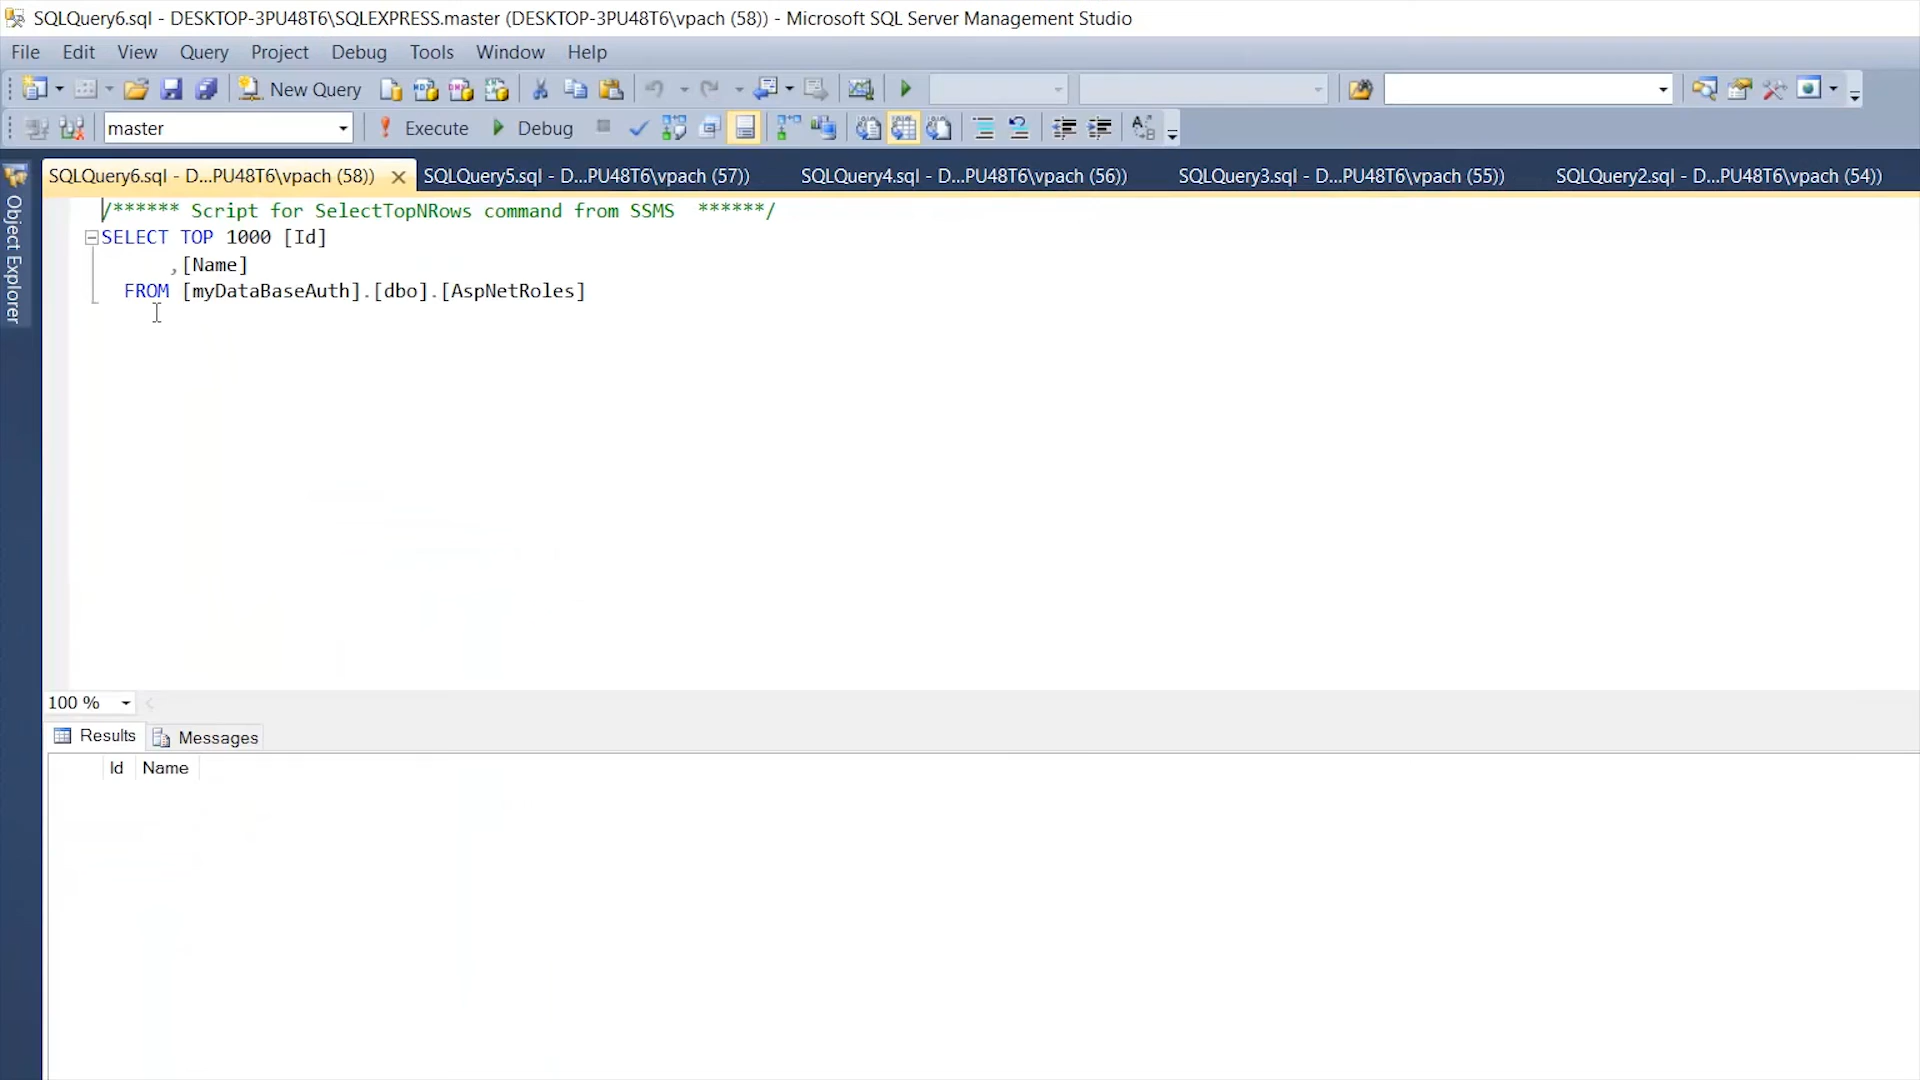 SQLQuery6.sql - DESKTOP-3PU48T6\SQLEXPRESS.master (DESKTOP-3PU48T6\vpach (58)) - Microsoft SQL Server Management Studio
File Edit View Query Project Debug Tools Window Help
New Query
master Execute Debug
SQLQuery6.sql - D...PU48T6\vpach (58)) SQLQuery5.sql - D...PU48T6\vpach (57)) SQLQuery4.sql - D...PU48T6\vpach (56)) SQLQuery3.sql - D...PU48T6\vpach (55)) SQLQuery2.sql - D...PU48T6\vpach (54))
Object Explorer
/****** Script for SelectTopNRows command from SSMS  ******/
SELECT TOP 1000 [Id]
,[Name]
FROM [myDataBaseAuth].[dbo].[AspNetRoles]
100 %
Results Messages
Id Name